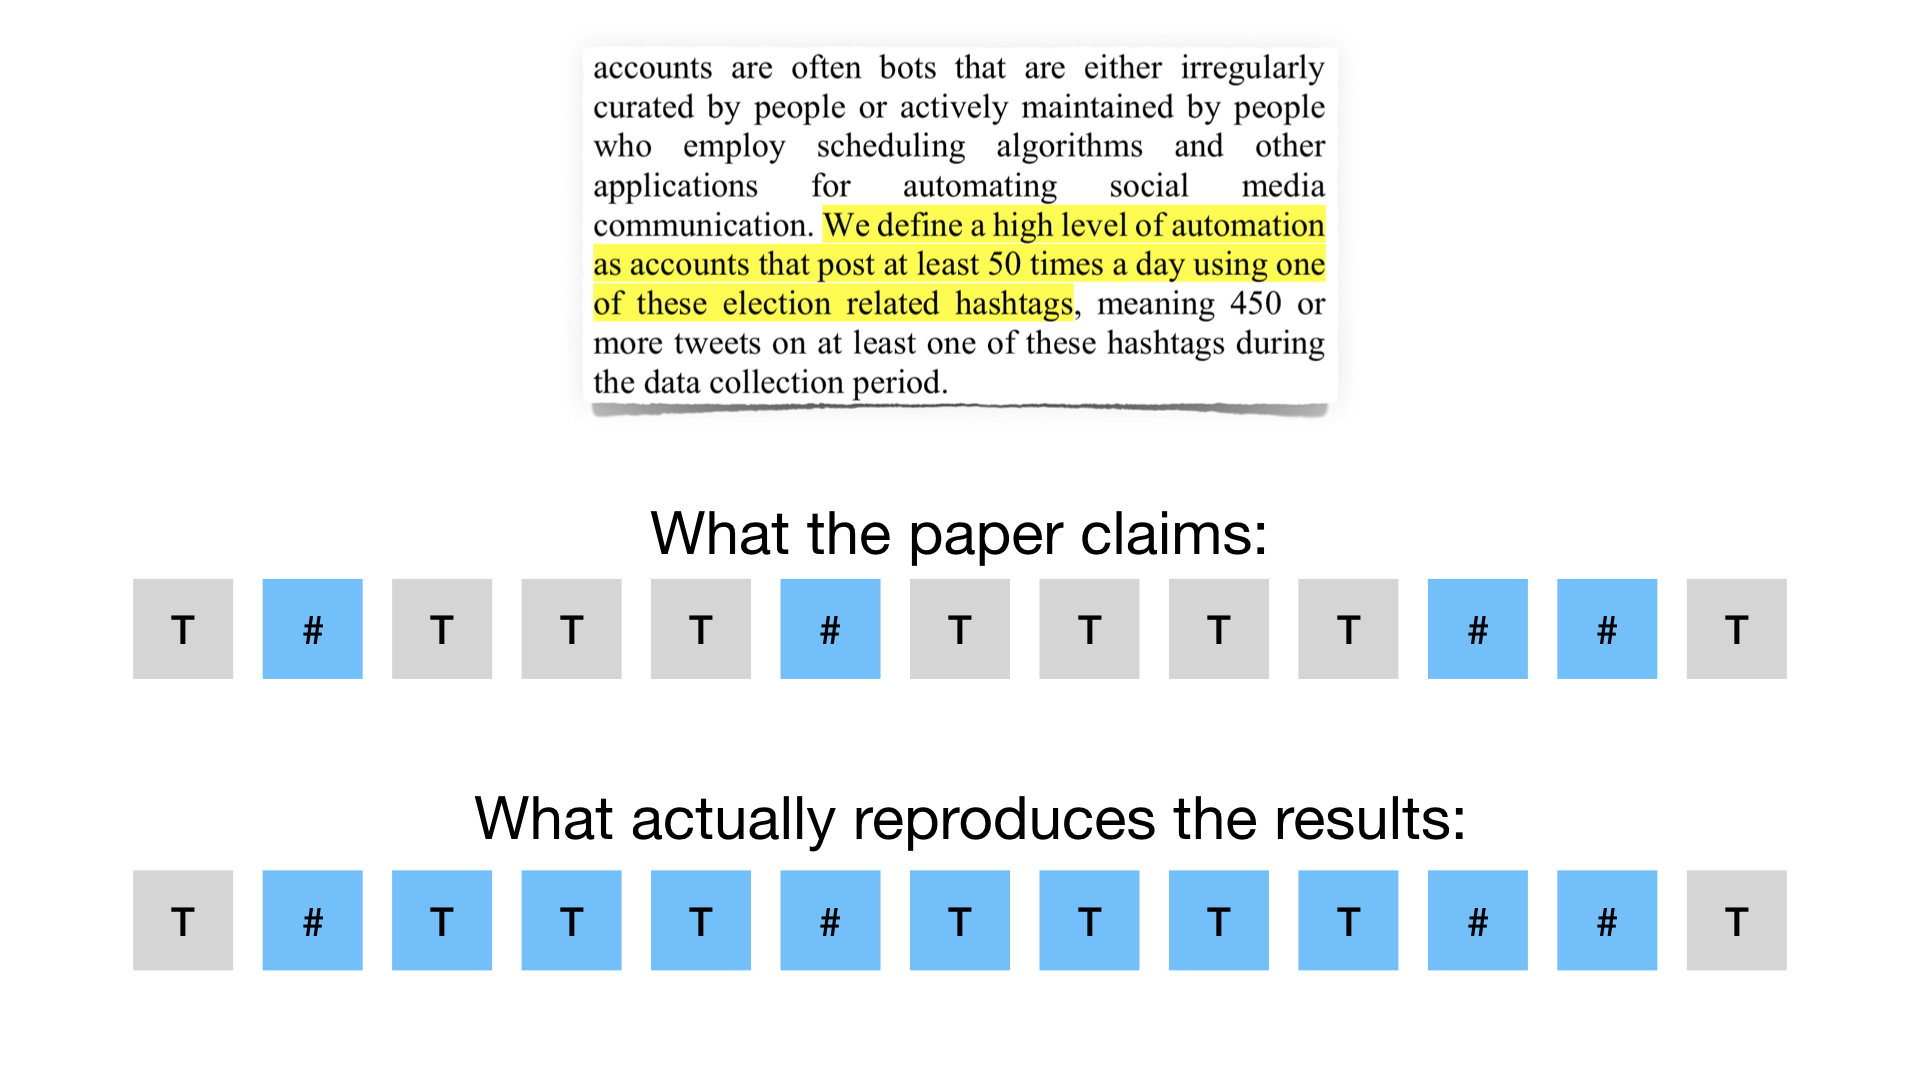 accounts are often bots that are either irregularly
curated by people or actively maintained by people
who employ scheduling algorithms and other
applications for automating social media
communication. We define a high level of automation
as accounts that post at least 50 times a day using one
of these election related hashtags, meaning 450 or
more tweets on at least one of these hashtags during
the data collection period.
What the paper claims:
T # T T T # T T T T # # T
What actually reproduces the results:
T # T T T # T T T T # # T